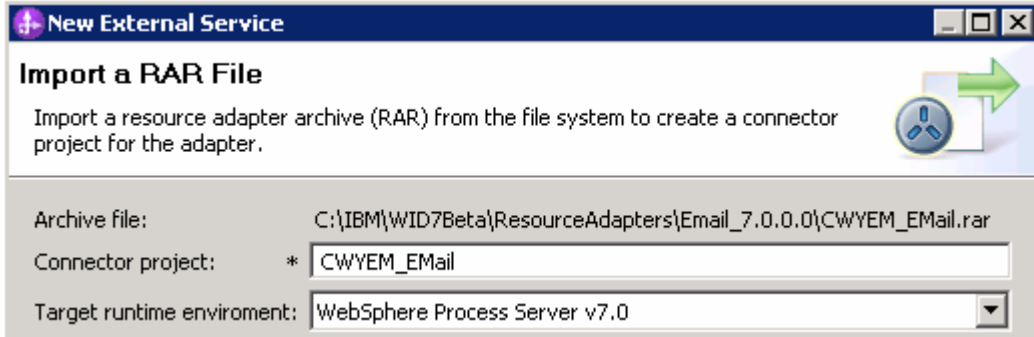 New External Service
Import a RAR File
Import a resource adapter archive (RAR) from the file system to create a connector
project for the adapter.
Archive file: C:\IBM\WID7Beta\ResourceAdapters\Email_7.0.0.0\CWYEM_EMail.rar
Connector project: * CWYEM_EMail
Target runtime enviroment: WebSphere Process Server v7.0